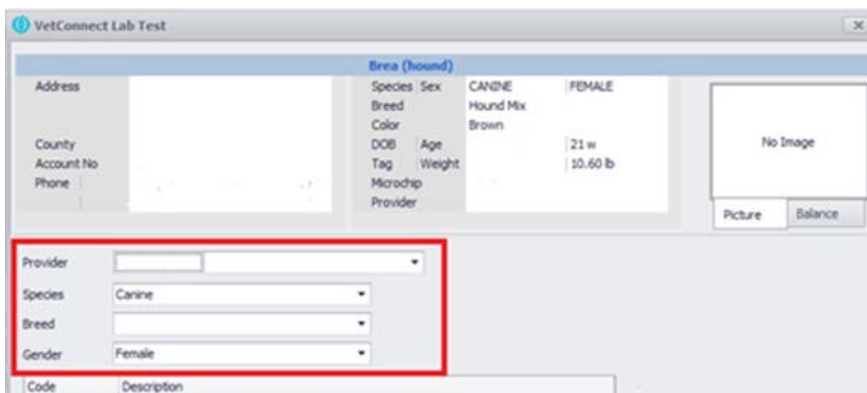 VetConnect Lab Test
Brea (hound)
Address
County
Account No
Phone
Species Sex CANINE FEMALE
Breed Hound Mix
Color Brown
DOB Age 21 w
Tag Weight 10.60 lb
Microchip
Provider
No Image
Picture Balance
Provider
Species Canine
Breed
Gender Female
Code Description